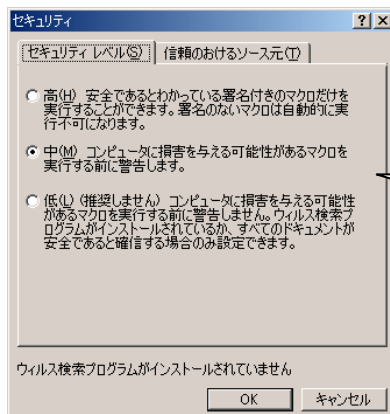 セキュリティ
セキュリティ レベル(S)
信頼のおけるソース元(T)
高(H) 安全であるとわかっている署名付きのマクロだけを
実行することができます。署名のないマクロは自動的に実
行不可になります。
中(M) コンピュータに損害を与える可能性があるマクロを
実行する前に警告します。
低(L) (推奨しません) コンピュータに損害を与える可能性
があるマクロを実行する前に警告しません。ウィルス検索プ
ログラムがインストールされているか、すべてのドキュメントが
安全であると確信する場合のみ設定できます。
ウィルス検索プログラムがインストールされていません
OK
キャンセル